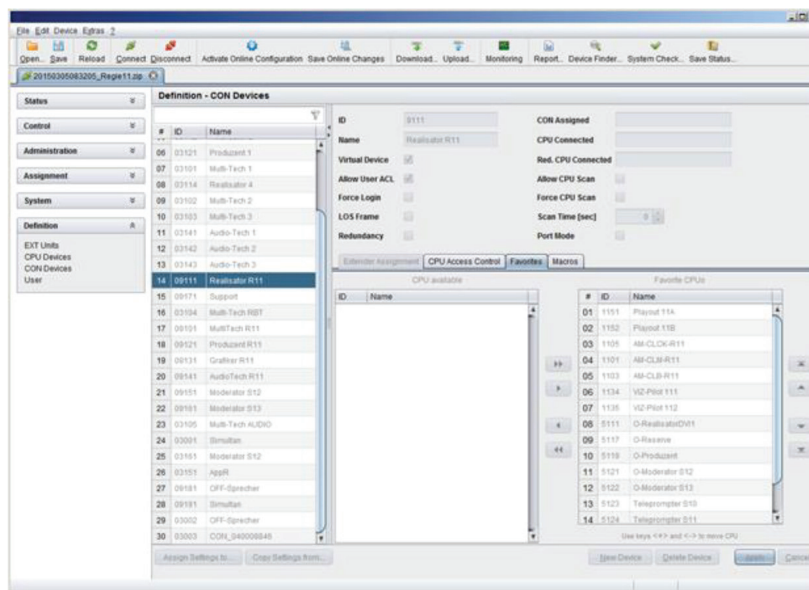 File Edit Device Extras ?
Open... Save Reload Connect Disconnect Activate Online Configuration Save Online Changes Download... Upload... Monitoring Report... Device Finder... System Check... Save Status...
20150305083205_Regie11.zip
Status
Control
Administration
Assignment
System
Definition
EXT Units
CPU Devices
CON Devices
User
Definition - CON Devices
# ID Name
06 03121 Produzent 1
07 03101 Multi-Tech 1
08 03114 Realisator 4
09 03102 Multi-Tech 2
10 03103 Multi-Tech 3
11 03141 Audio-Tech 1
12 03142 Audio-Tech 2
13 03143 Audio-Tech 3
14 09111 Realisator R11
15 09171 Support
16 03104 Multi-Tech RBT
17 09101 MultiTech R11
18 09121 Produzent R11
19 09131 Grafiker R11
20 09141 AudioTech R11
21 09151 Moderator S12
22 09161 Moderator S13
23 03105 Multi-Tech AUDIO
24 03001 Simultan
25 03161 Moderator S12
26 03151 AppR
27 09181 OFF-Sprecher
28 09191 Simultan
29 03002 OFF-Sprecher
30 03003 CON_040008846
Assign Settings to... Copy Settings from...
ID 9111
Name Realisator R11
Virtual Device
Allow User ACL
Force Login
LOS Frame
Redundancy
CON Assigned
CPU Connected
Red. CPU Connected
Allow CPU Scan
Force CPU Scan
Scan Time [sec] 0
Port Mode
Extender Assignment CPU Access Control Favorites Macros
CPU available
ID Name
Favorite CPUs
# ID Name
01 1151 Playout 11A
02 1152 Playout 11B
03 1105 AM-CLCK-R11
04 1101 AM-CLM-R11
05 1103 AM-CLB-R11
06 1134 VIZ-Pilot 111
07 1135 VIZ-Pilot 112
08 5111 O-RealisatorDVI1
09 5117 O-Reserve
10 5119 O-Produzent
11 5121 O-Moderator S12
12 5122 O-Moderator S13
13 5123 Teleprompter S10
14 5124 Teleprompter S11
Use keys <+> and <-> to move CPU
New Device Delete Device Apply Cancel